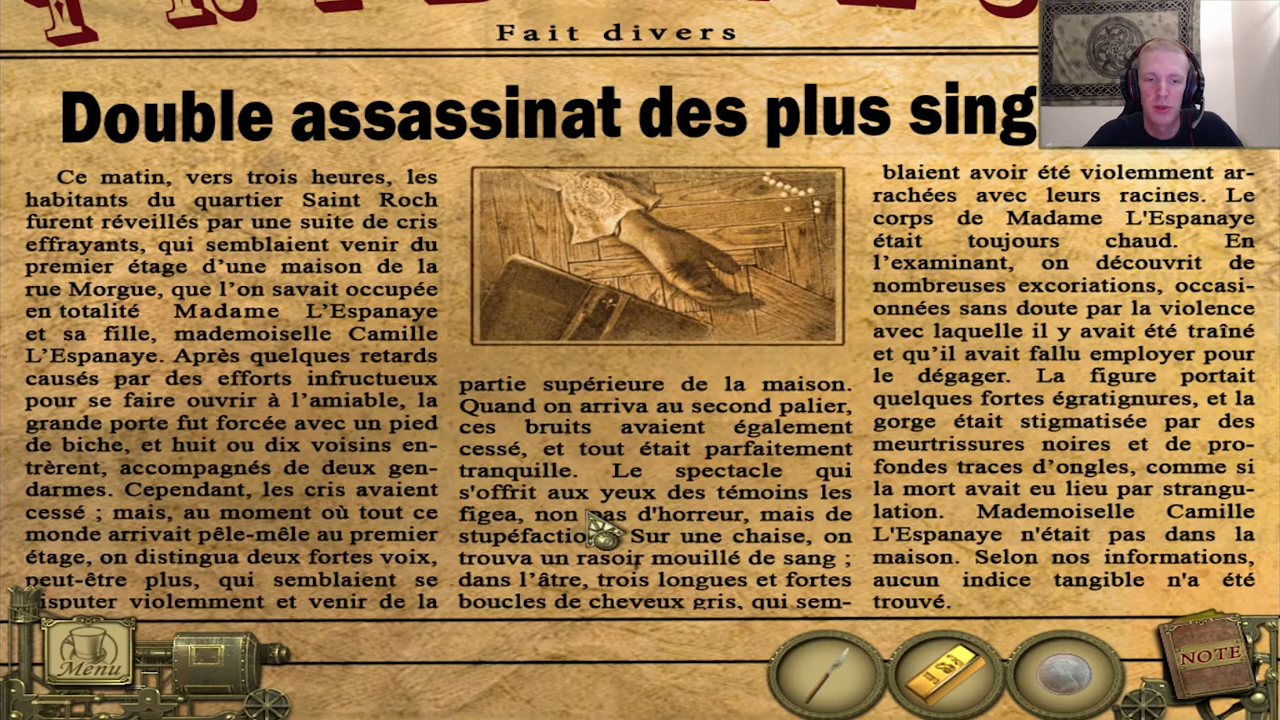 Fait divers
Double assassinat des plus sing
Ce matin, vers trois heures, les
habitants du quartier Saint Roch
furent réveillés par une suite de cris
effrayants, qui semblaient venir du
premier étage d'une maison de la
rue Morgue, que l'on savait occupée
en totalité Madame L'Espanaye
et sa fille, mademoiselle Camille
L'Espanaye. Après quelques retards
causés par des efforts infructueux
pour se faire ouvrir à l'amiable, la
grande porte fut forcée avec un pied
de biche, et huit ou dix voisins en-
trèrent, accompagnés de deux gen-
darmes. Cependant, les cris avaient
cessé ; mais, au moment où tout ce
monde arrivait pêle-mêle au premier
étage, on distingua deux fortes voix,
peut-être plus, qui semblaient se
disputer violemment et venir de la
partie supérieure de la maison.
Quand on arriva au second palier,
ces bruits avaient également
cessé, et tout était parfaitement
tranquille. Le spectacle qui
s'offrit aux yeux des témoins les
figea, non pas d'horreur, mais de
stupéfactio Sur une chaise, on
trouva un rasoir mouillé de sang ;
dans l'âtre, trois longues et fortes
boucles de cheveux gris, qui sem-
blaient avoir été violemment ar-
rachées avec leurs racines. Le
corps de Madame L'Espanaye
était toujours chaud. En
l'examinant, on découvrit de
nombreuses excoriations, occasi-
onnées sans doute par la violence
avec laquelle il y avait été traîné
et qu'il avait fallu employer pour
le dégager. La figure portait
quelques fortes égratignures, et la
gorge était stigmatisée par des
meurtrissures noires et de pro-
fondes traces d'ongles, comme si
la mort avait eu lieu par strangu-
lation. Mademoiselle Camille
L'Espanaye n'était pas dans la
maison. Selon nos informations,
aucun indice tangible n'a été
trouvé.
Menu
NOTE